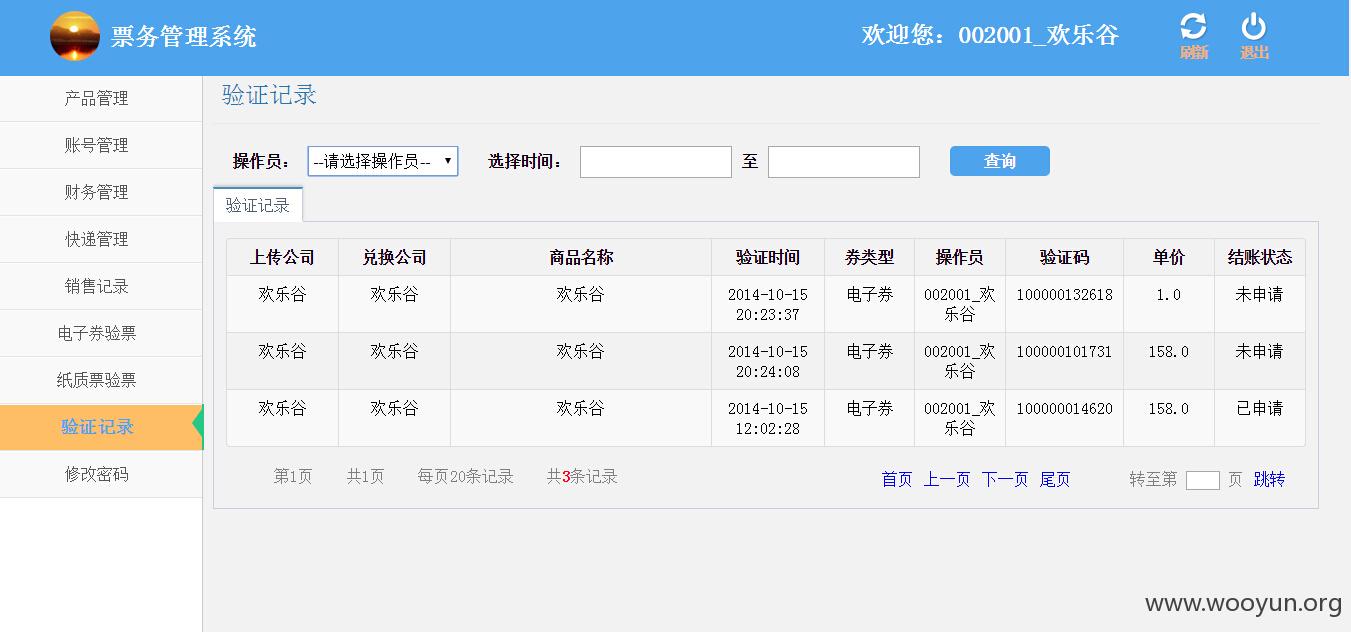 票务管理系统
欢迎您：002001_欢乐谷
刷新
退出
产品管理
账号管理
财务管理
快递管理
销售记录
电子券验票
纸质票验票
验证记录
修改密码
验证记录
操作员： --请选择操作员-- 选择时间： 至 查询
验证记录
上传公司 兑换公司 商品名称 验证时间 券类型 操作员 验证码 单价 结账状态
欢乐谷 欢乐谷 欢乐谷 2014-10-15 20:23:37 电子券 002001_欢乐谷 100000132618 1.0 未申请
欢乐谷 欢乐谷 欢乐谷 2014-10-15 20:24:08 电子券 002001_欢乐谷 100000101731 158.0 未申请
欢乐谷 欢乐谷 欢乐谷 2014-10-15 12:02:28 电子券 002001_欢乐谷 100000014620 158.0 已申请
第1页 共1页 每页20条记录 共3条记录 首页 上一页 下一页 尾页 转至第 页 跳转
www.wooyun.org